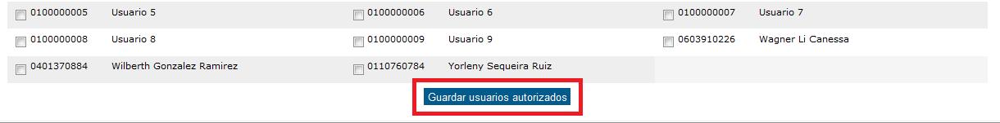 0100000005 Usuario 5 0100000006 Usuario 6 0100000007 Usuario 7
0100000008 Usuario 8 0100000009 Usuario 9 0603910226 Wagner Li Canessa
0401370884 Wilberth Gonzalez Ramirez 0110760784 Yorleny Sequeira Ruiz
Guardar usuarios autorizados